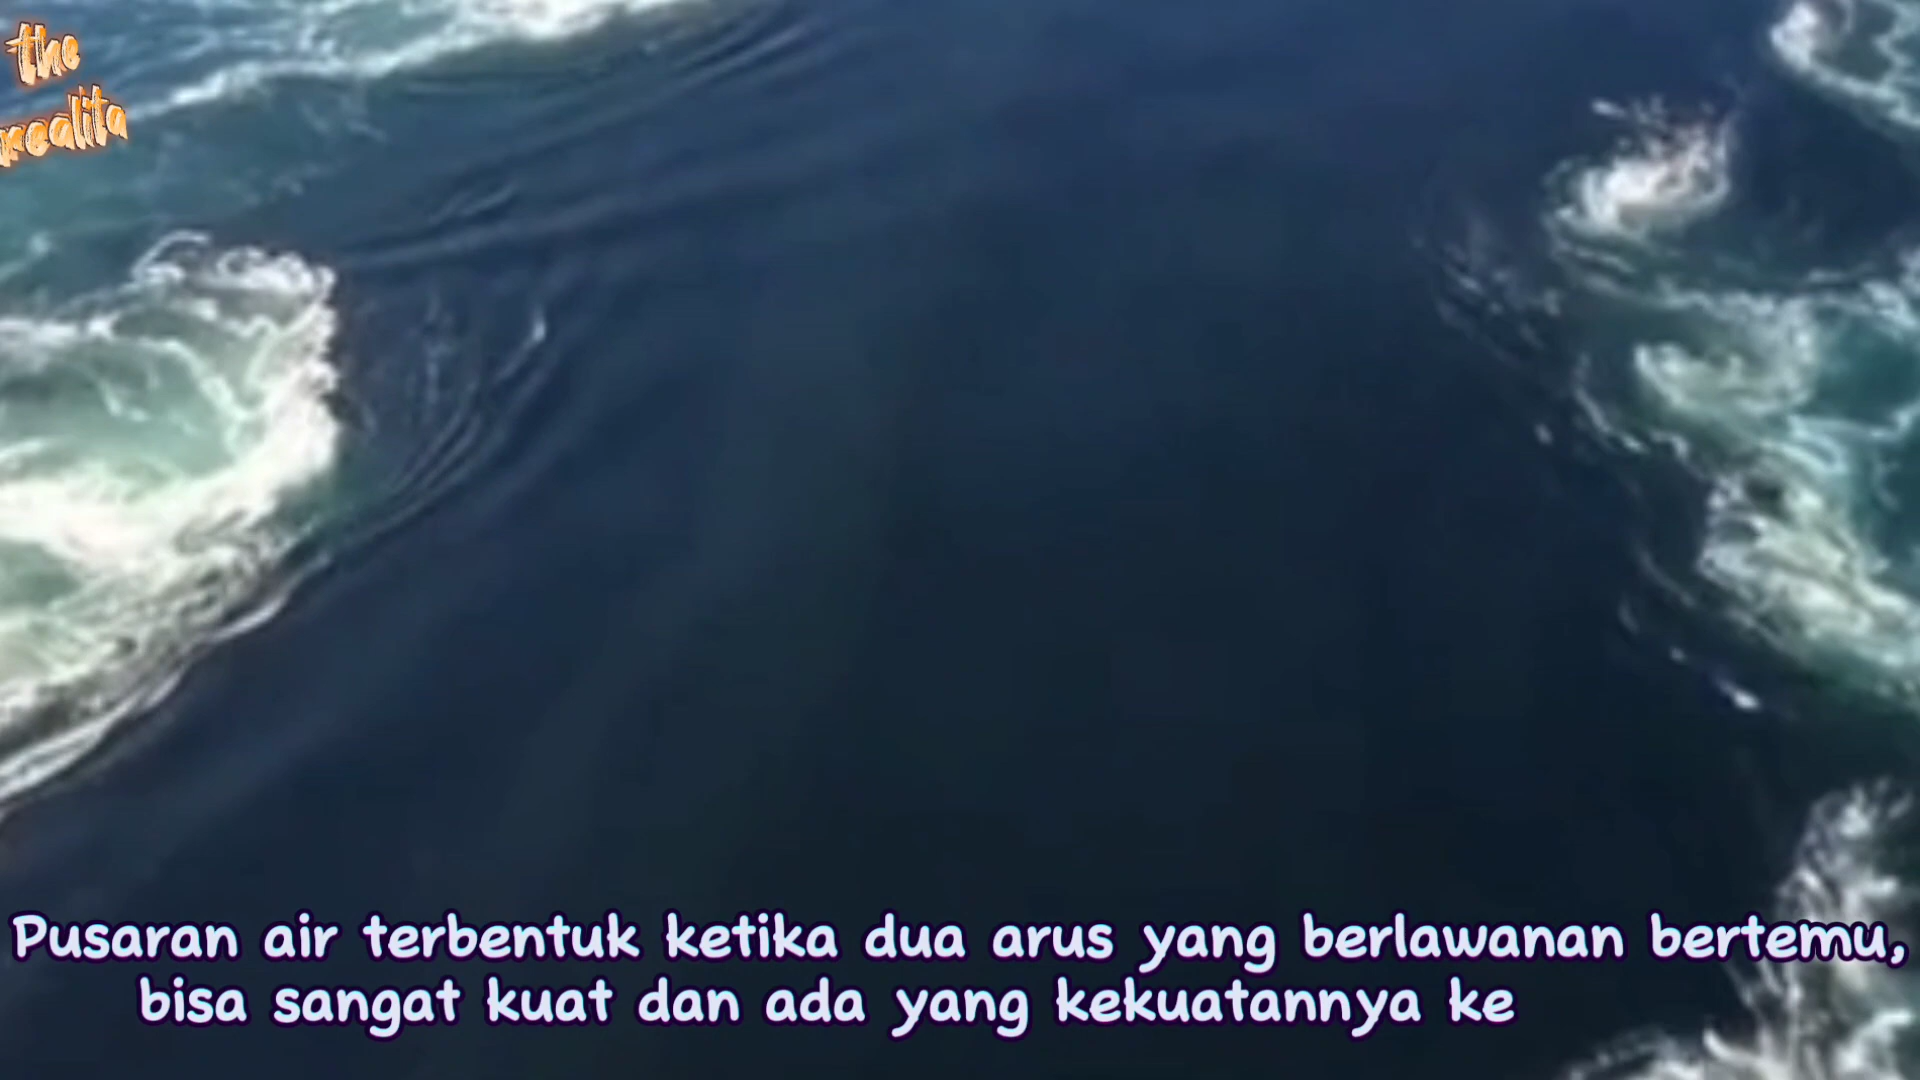 the
realita
Pusaran air terbentuk ketika dua arus yang berlawanan bertemu,
bisa sangat kuat dan ada yang kekuatannya ke